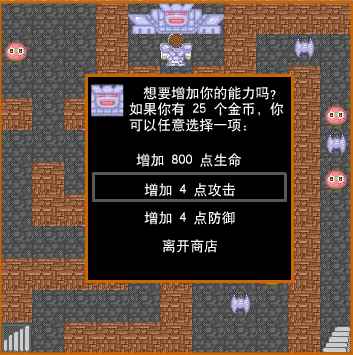 想要增加你的能力吗?
如果你有 25 个金币, 你
可以任意选择一项:
增加 800 点生命
增加 4 点攻击
增加 4 点防御
离开商店